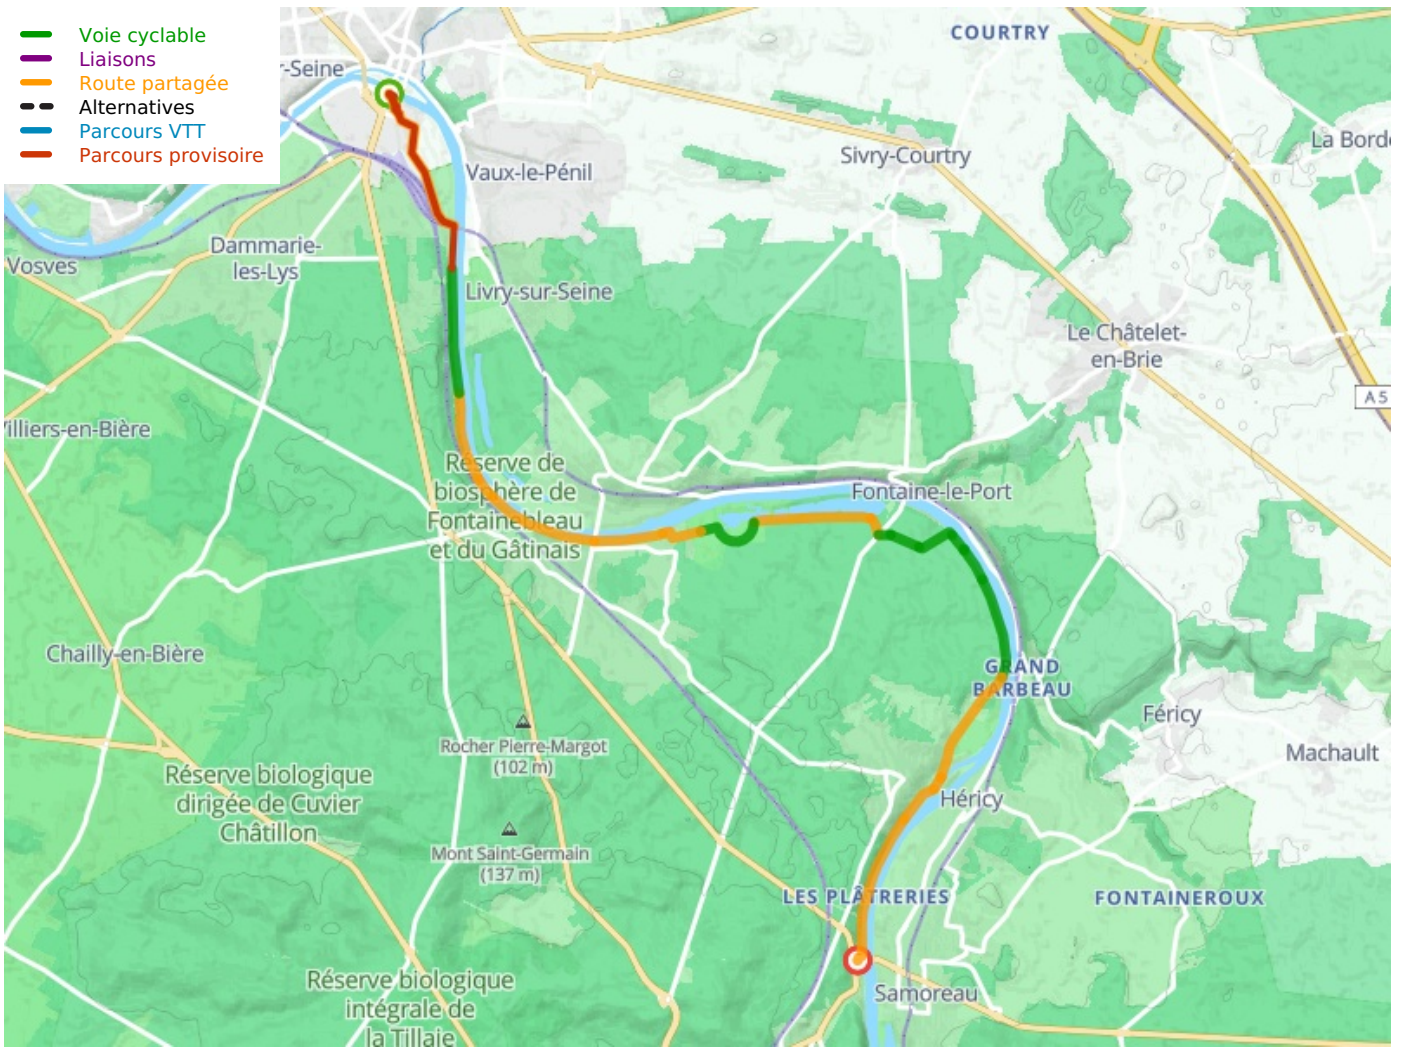 Voie cyclable
Liaisons
Route partagée
Alternatives
Parcours VTT
Parcours provisoire
COURTRY
r-Seine
La Borde
Sivry-Courtry
Vaux-le-Pénil
Dammarie-
les-Lys
Vosves
Livry-sur-Seine
Le Châtelet-
en-Brie
A 5
Villiers-en-Bière
Réserve de
biosphère de
Fontainebleau
et du Gâtinais
Fontaine-le-Port
Chailly-en-Bière
GRAND
BARBEAU
Féricy
Rocher Pierre-Margot
(102 m)
Machault
Réserve biologique
dirigée de Cuvier
Châtillon
Héricy
Mont Saint-Germain
(137 m)
LES PLÂTRERIES
FONTAINEROUX
Réserve biologique
intégrale de
la Tillaie
Samoreau